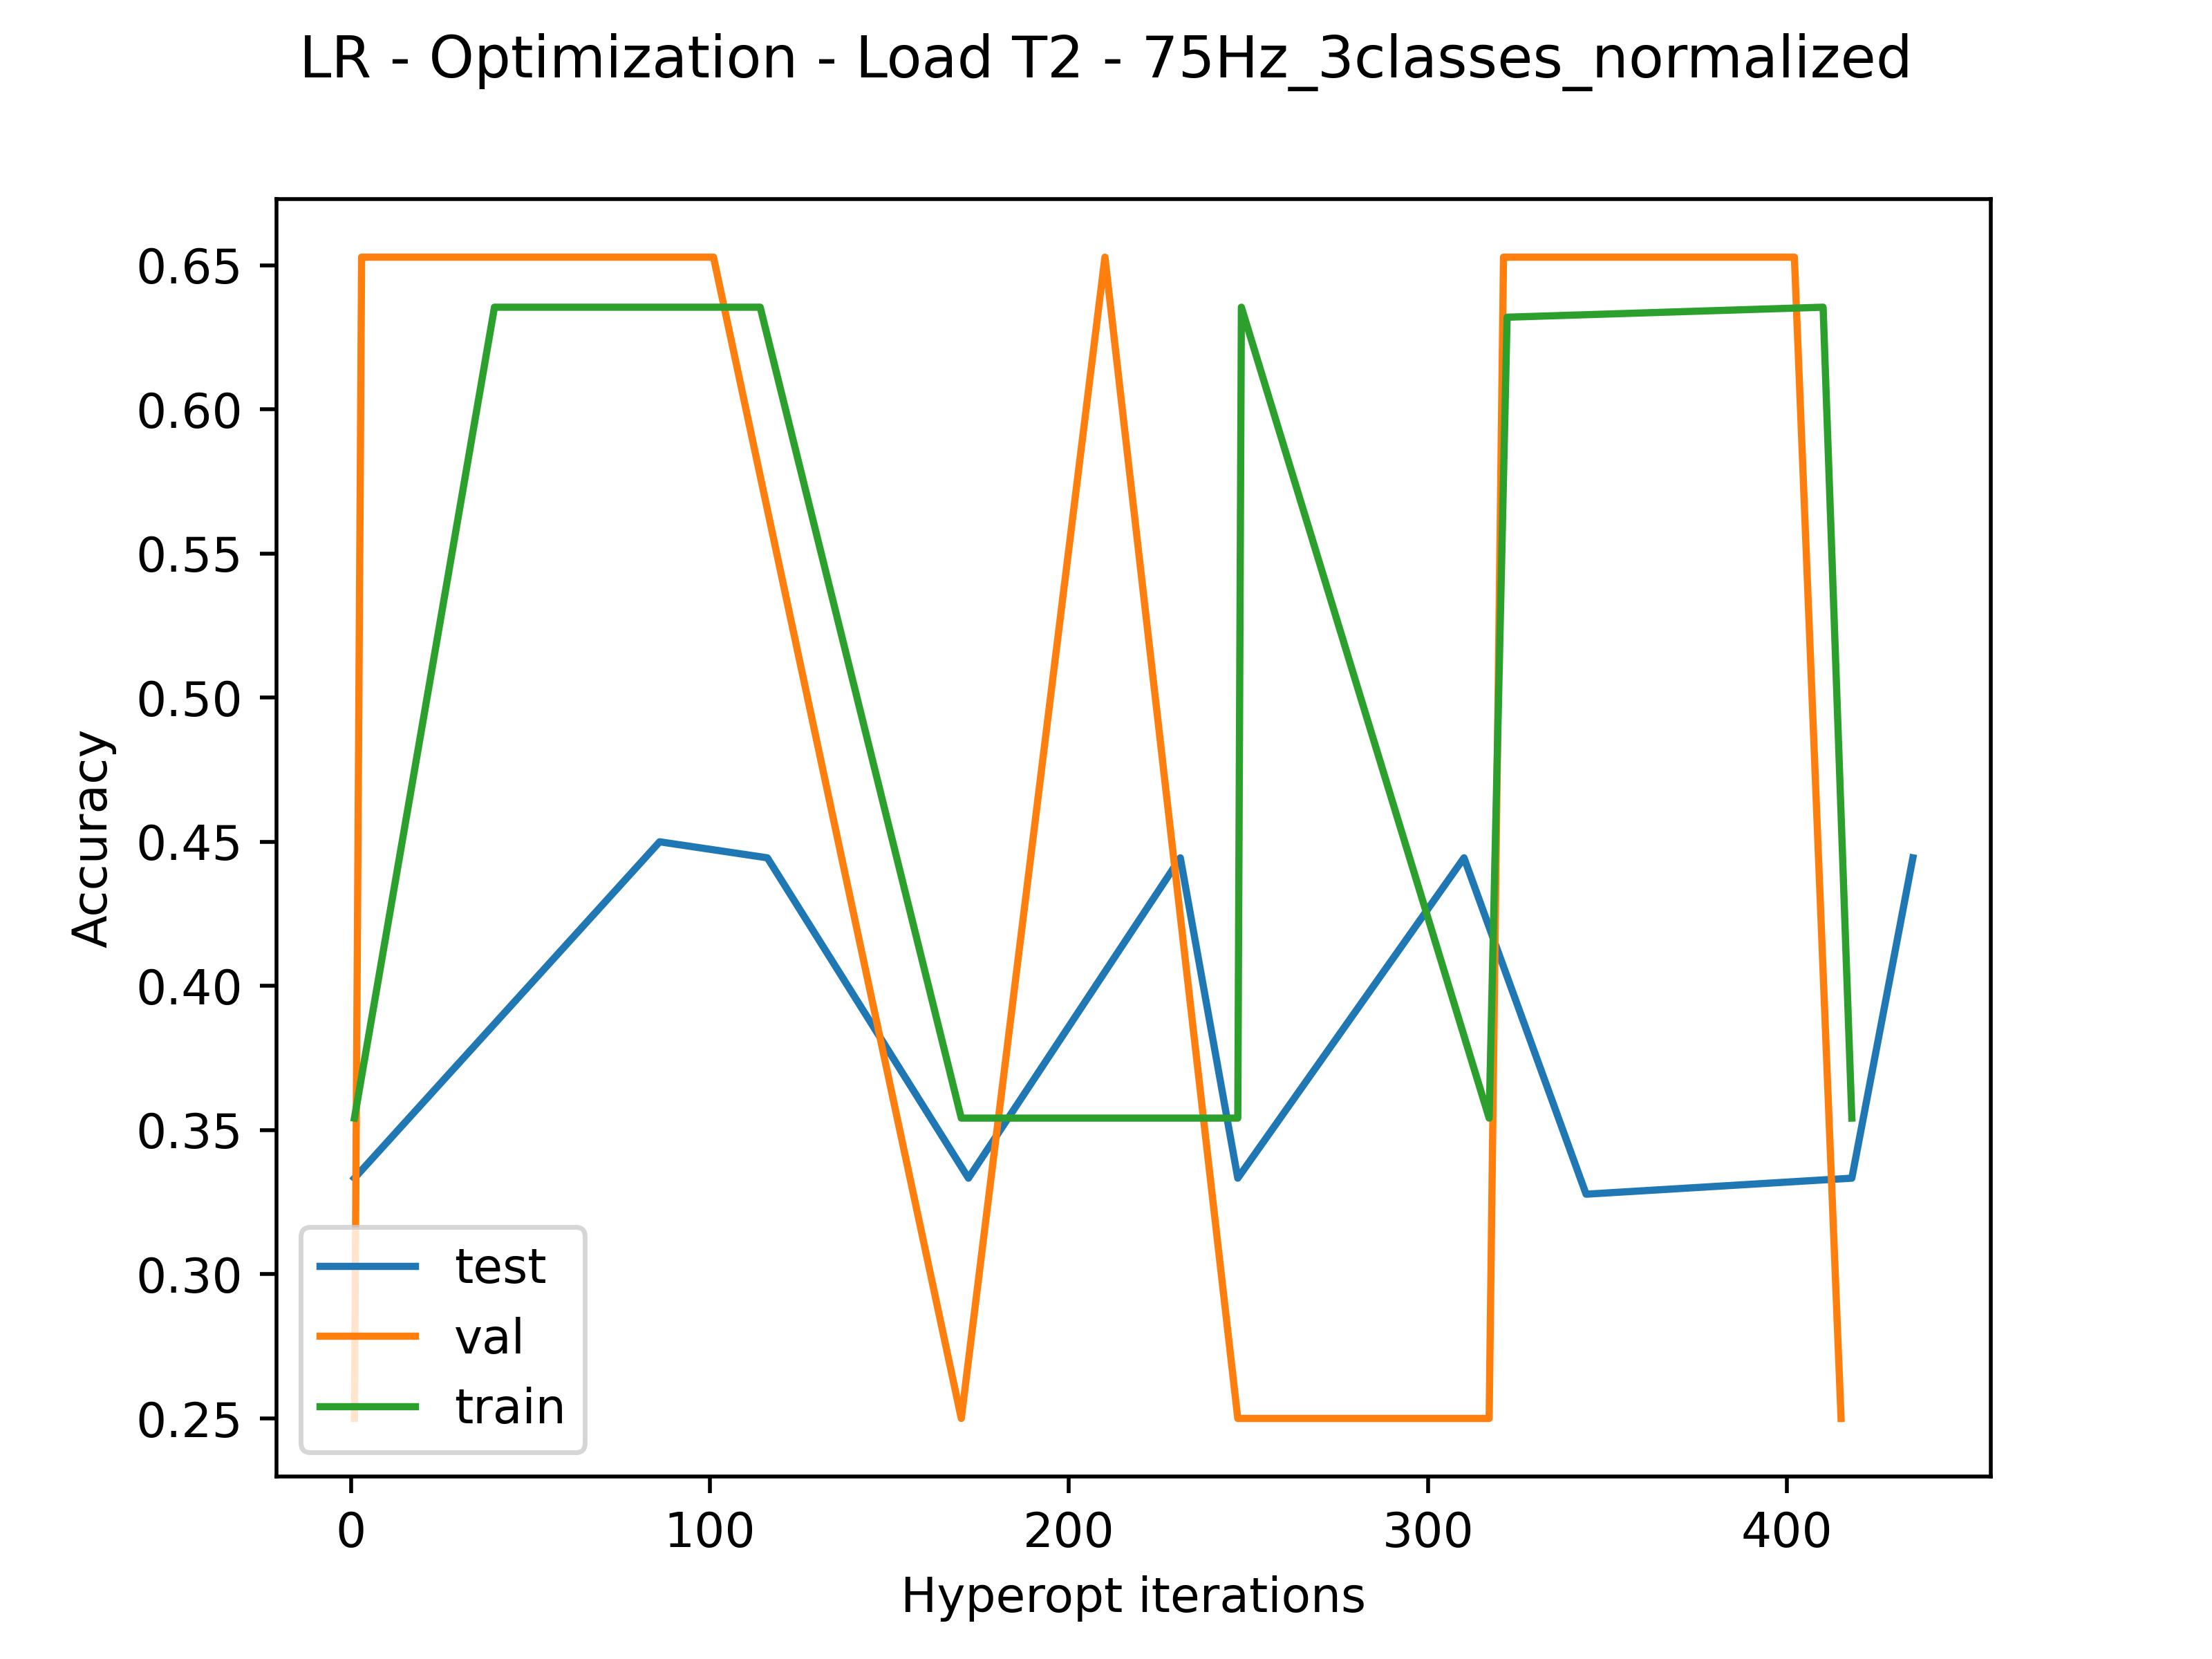 LR - Optimization - Load T2 - 75Hz_3classes_normalized
0.65
0.60
0.55
0.50
0.45
0.40
0.35
0.30
0.25
Accuracy
test
val
train
0 100 200 300 400
Hyperopt iterations